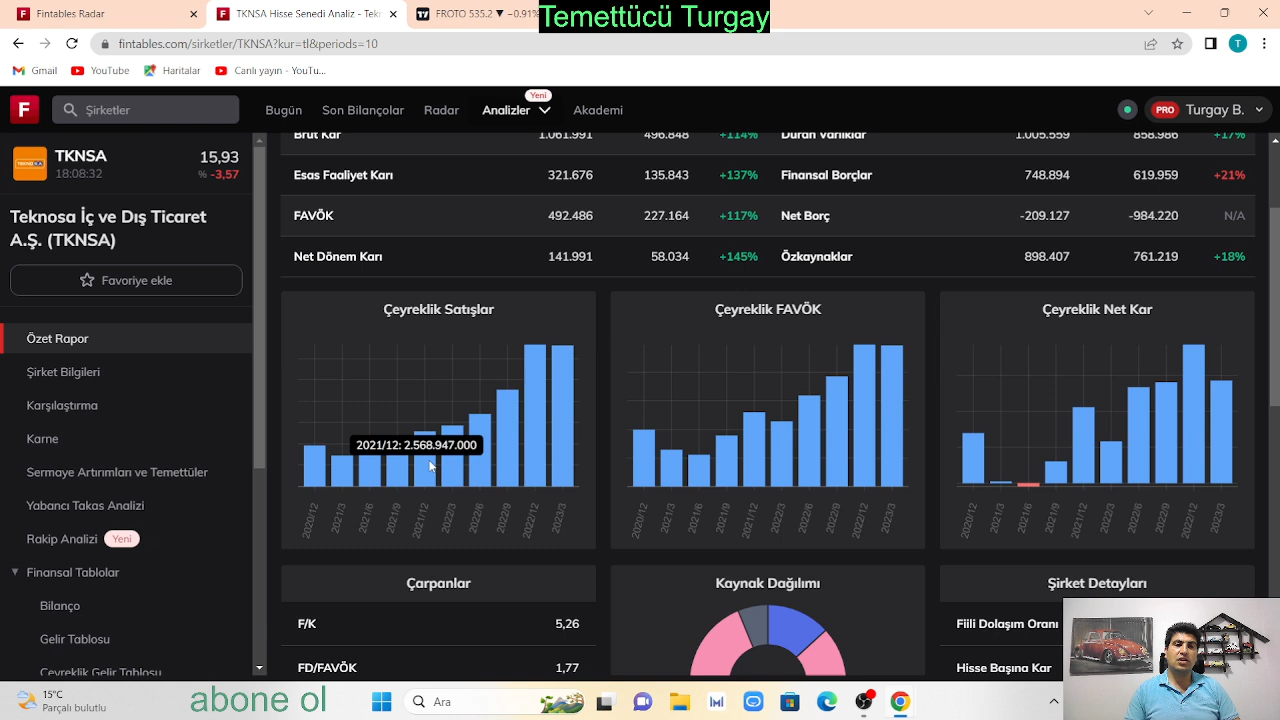 TKNSA Hisse Senedi Analiz - Tekno
FROTO 535.2 ▼ −0.91%
Temettücü Turgay
fintables.com/sirketler/TKNSA?kur=tl&periods=10
T
Gmail
YouTube
Haritalar
Canlı yayın - YouTu...
F
Şirketler
Bugün
Son Bilançolar
Radar
Yeni
Analizler
Akademi
PRO
Turgay B.
TKNSA
15,93
18:08:32
% -3,57
Teknosa İç ve Dış Ticaret
A.Ş. (TKNSA)
Favoriye ekle
Özet Rapor
Şirket Bilgileri
Karşılaştırma
Karne
Sermaye Artırımları ve Temettüler
Yabancı Takas Analizi
Rakip Analizi Yeni
Finansal Tablolar
Bilanço
Gelir Tablosu
Çeyreklik Gelir Tablosu
Brüt Kar 1.061.991 496.848 +114% Duran Varlıklar 1.005.559 858.986 +17%
Esas Faaliyet Karı 321.676 135.843 +137% Finansal Borçlar 748.894 619.959 +21%
FAVÖK 492.486 227.164 +117% Net Borç -209.127 -984.220 N/A
Net Dönem Karı 141.991 58.034 +145% Özkaynaklar 898.407 761.219 +18%
Çeyreklik Satışlar
2021/12: 2.568.947.000
2020/12 2021/3 2021/6 2021/9 2021/12 2022/3 2022/6 2022/9 2022/12 2023/3
Çeyreklik FAVÖK
2020/12 2021/3 2021/6 2021/9 2021/12 2022/3 2022/6 2022/9 2022/12 2023/3
Çeyreklik Net Kar
2020/12 2021/3 2021/6 2021/9 2021/12 2022/3 2022/6 2022/9 2022/12 2023/3
Çarpanlar
F/K 5,26
FD/FAVÖK 1,77
Kaynak Dağılımı
Şirket Detayları
Fiili Dolaşım Oranı
Hisse Başına Kar
15°C
Parçalı bulutlu
abone ol
Ara